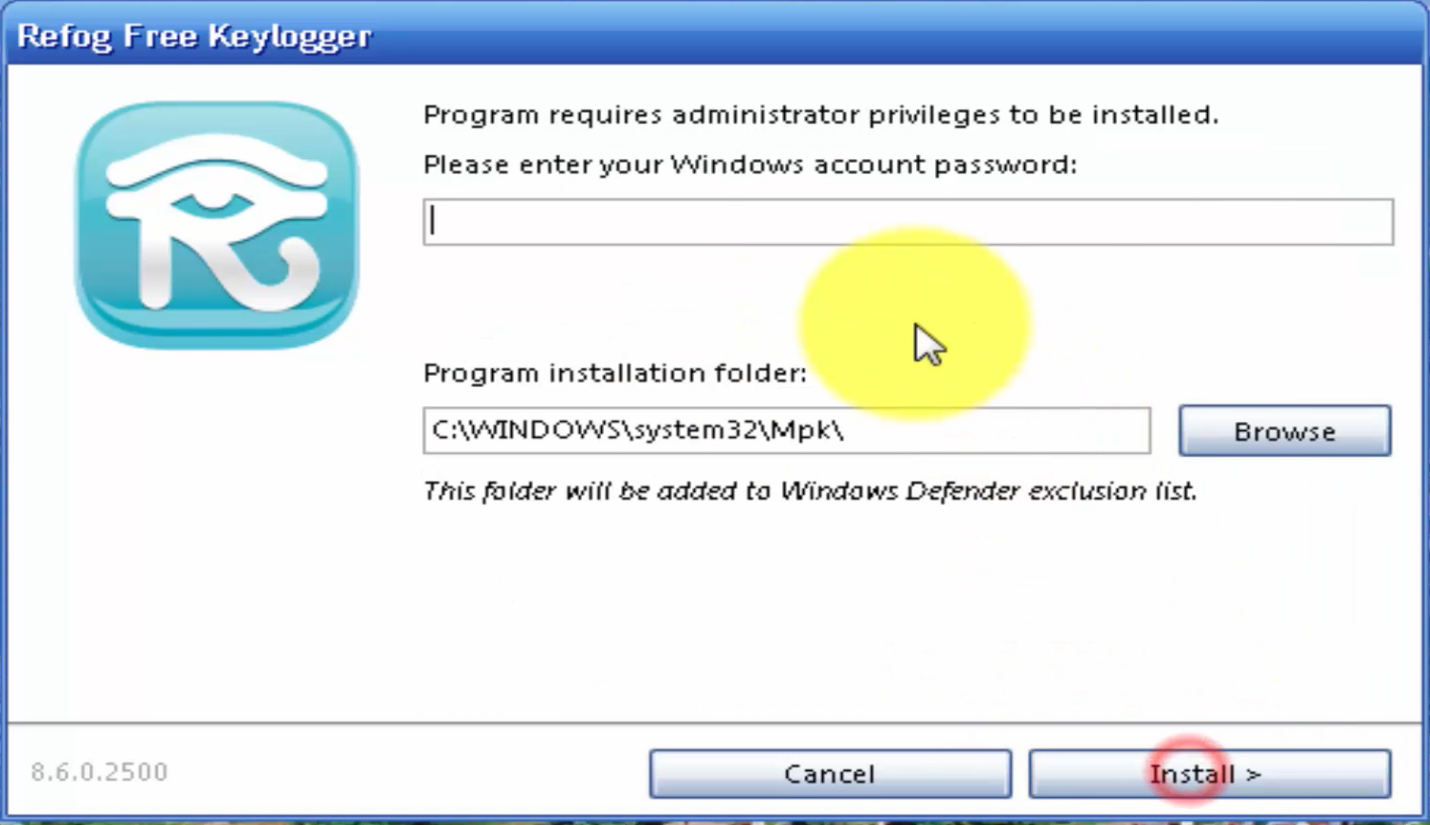 Refog Free Keylogger
Program requires administrator privileges to be installed.
Please enter your Windows account password:
Program installation folder:
C:\WINDOWS\system32\Mpk\
Browse
This folder will be added to Windows Defender exclusion list.
8.6.0.2500
Cancel
Install >